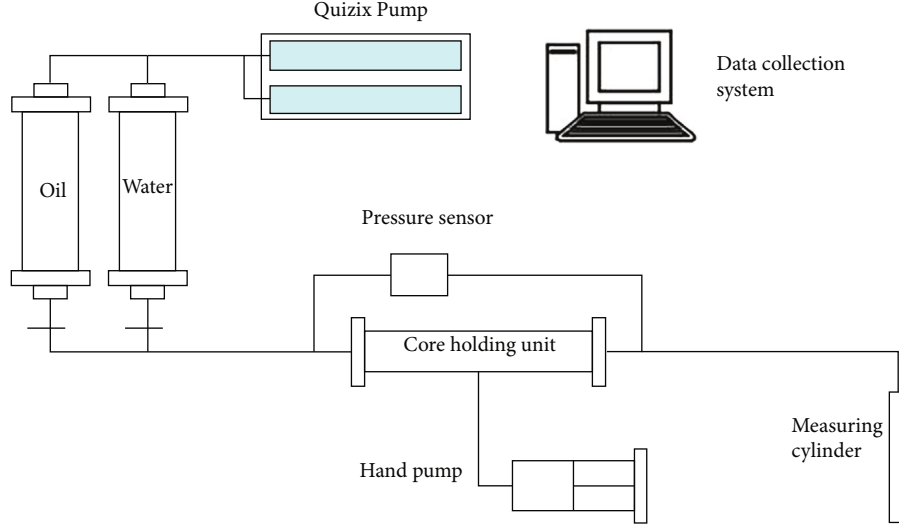 Quizix Pump
Data collection
system
Oil
Water
Pressure sensor
Core holding unit
Measuring
cylinder
Hand pump